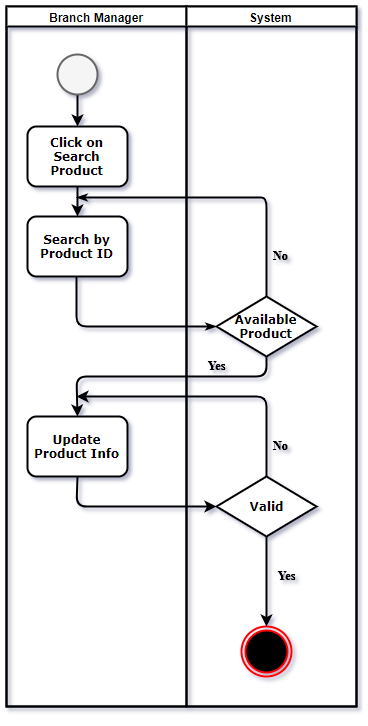 Branch Manager
System
Click on
Search
Product
Search by
Product ID
No
Available
Product
Yes
Update
Product Info
No
Valid
Yes